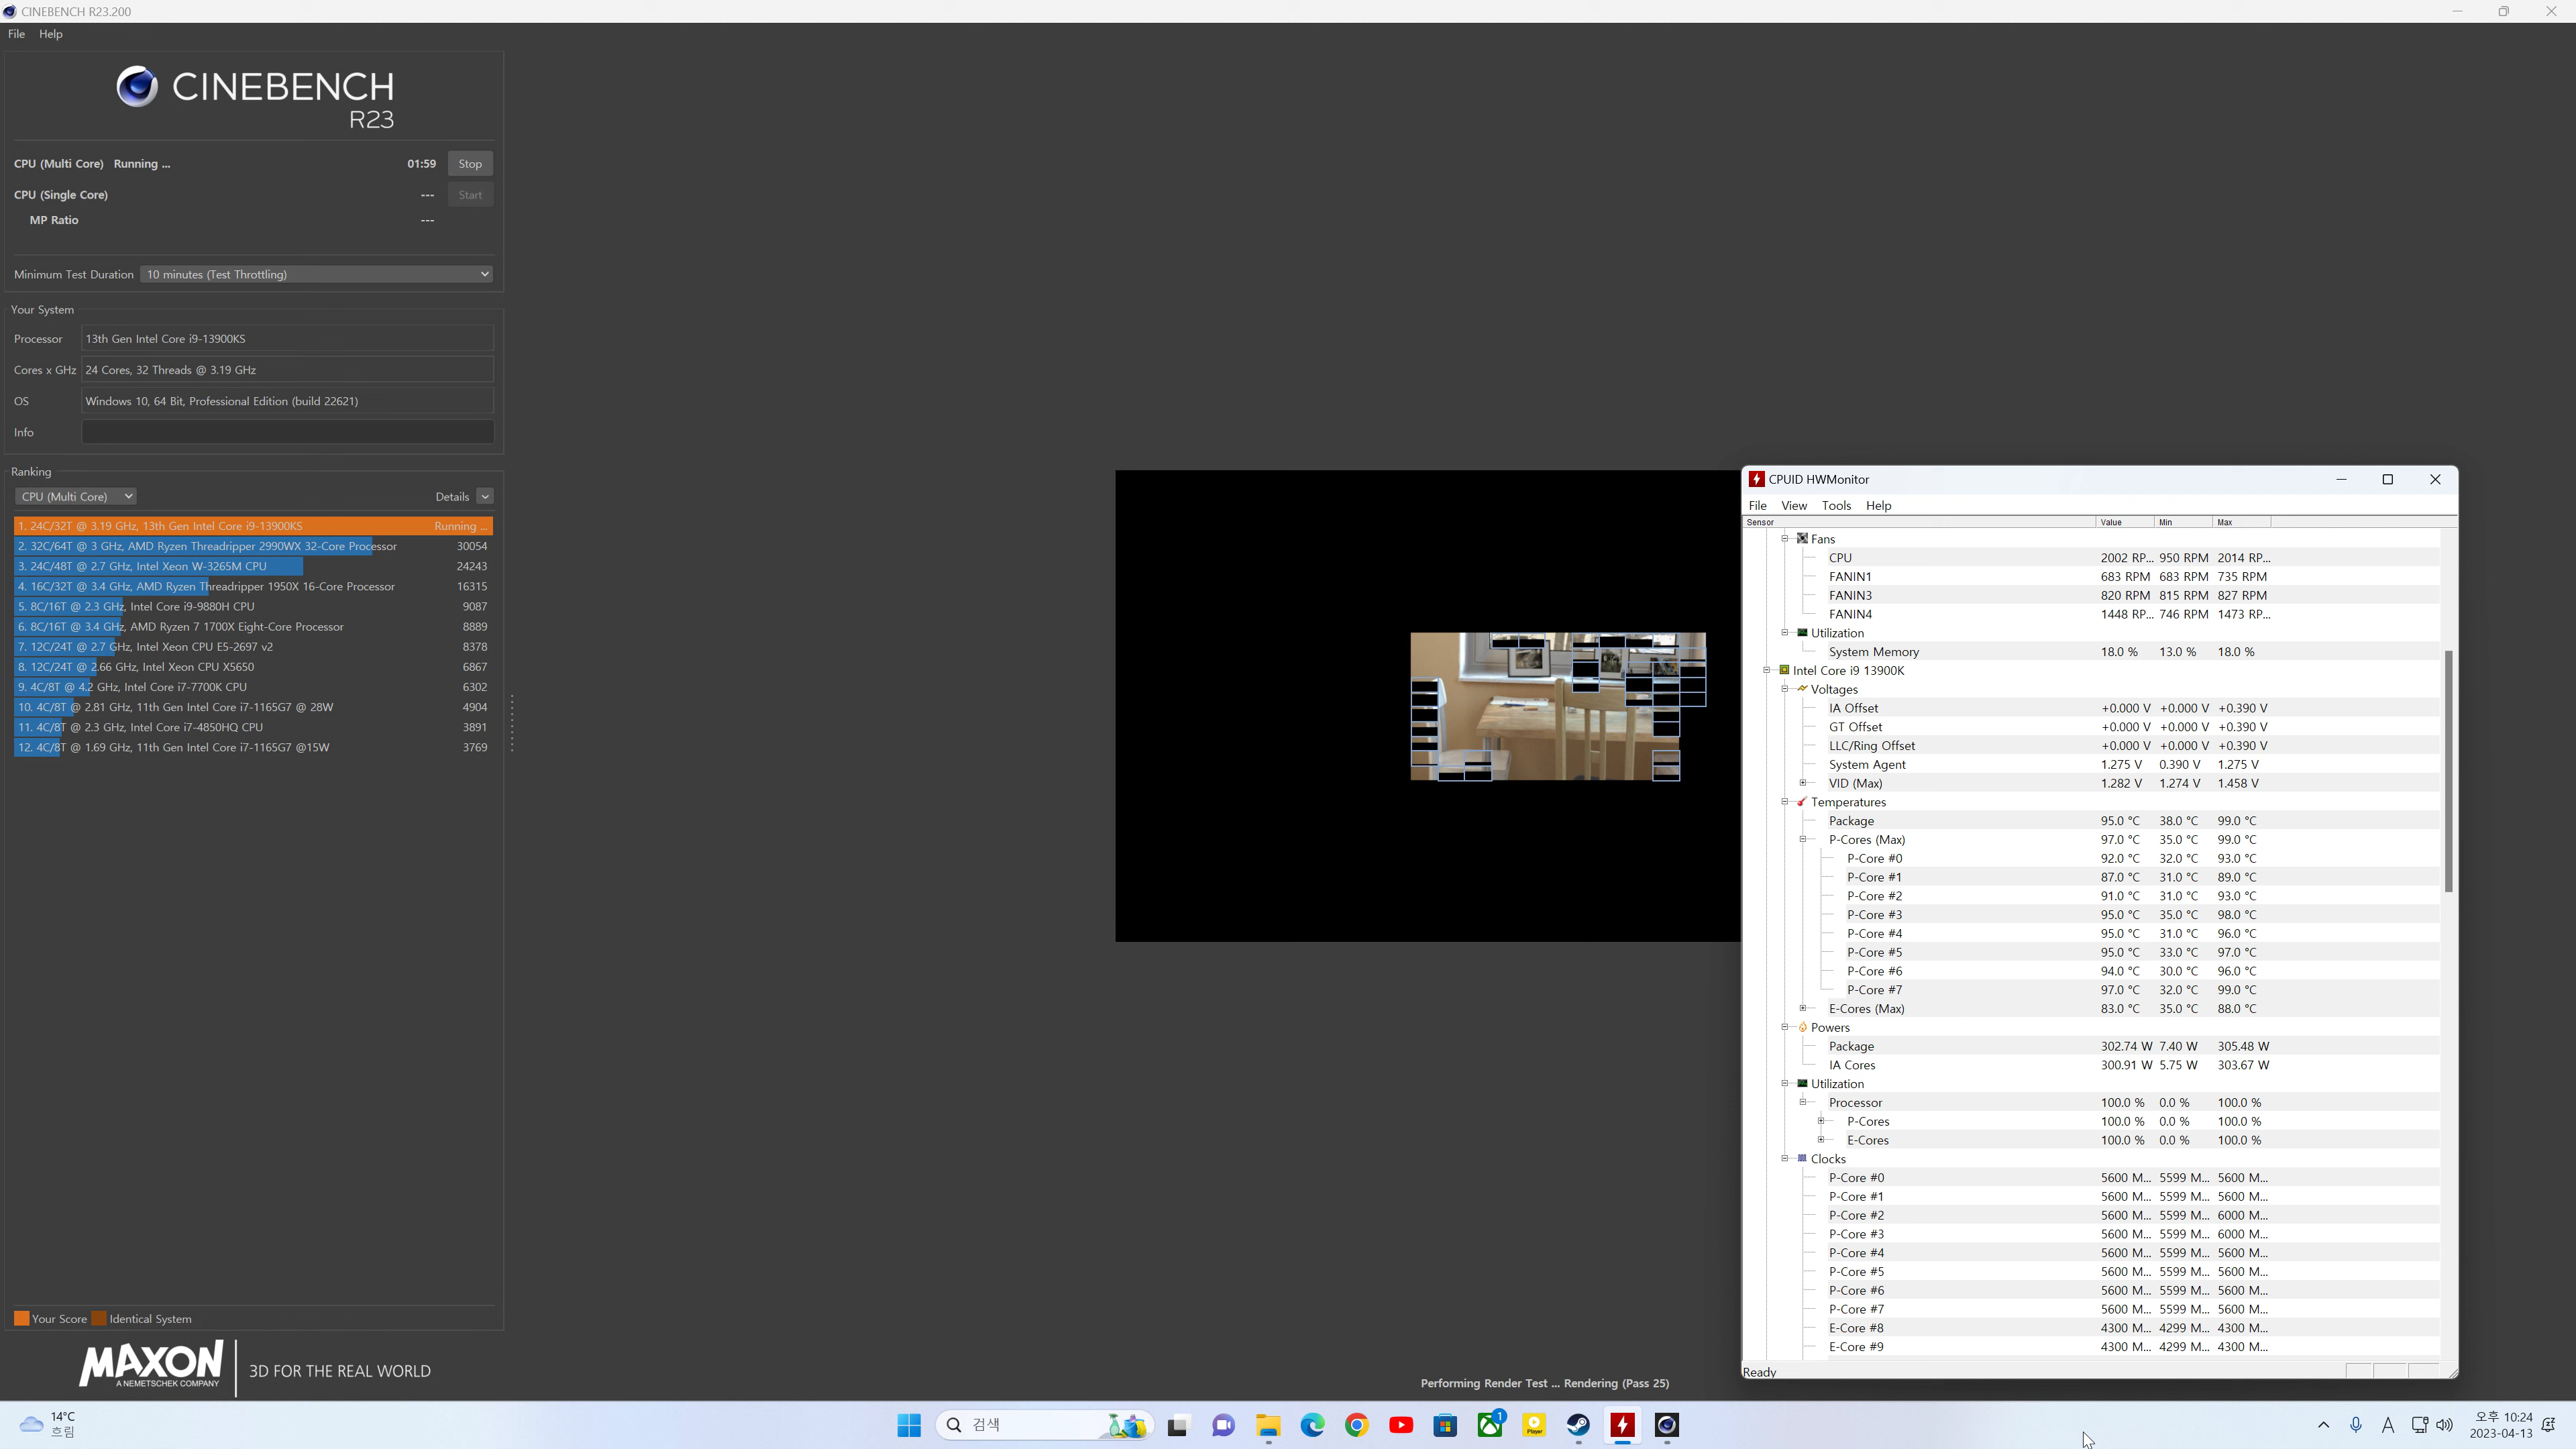 CINEBENCH R23.200
File Help
CINEBENCH
R23
CPU (Multi Core) Running ... 01:59 Stop
CPU (Single Core) --- Start
MP Ratio ---
Minimum Test Duration 10 minutes (Test Throttling)
Your System
Processor 13th Gen Intel Core i9-13900KS
Cores x GHz 24 Cores, 32 Threads @ 3.19 GHz
OS Windows 10, 64 Bit, Professional Edition (build 22621)
Info
Ranking
CPU (Multi Core) Details
1. 24C/32T @ 3.19 GHz, 13th Gen Intel Core i9-13900KS Running ...
2. 32C/64T @ 3 GHz, AMD Ryzen Threadripper 2990WX 32-Core Processor 30054
3. 24C/48T @ 2.7 GHz, Intel Xeon W-3265M CPU 24243
4. 16C/32T @ 3.4 GHz, AMD Ryzen Threadripper 1950X 16-Core Processor 16315
5. 8C/16T @ 2.3 GHz, Intel Core i9-9880H CPU 9087
6. 8C/16T @ 3.4 GHz, AMD Ryzen 7 1700X Eight-Core Processor 8889
7. 12C/24T @ 2.7 GHz, Intel Xeon CPU E5-2697 v2 8378
8. 12C/24T @ 2.66 GHz, Intel Xeon CPU X5650 6867
9. 4C/8T @ 4.2 GHz, Intel Core i7-7700K CPU 6302
10. 4C/8T @ 2.81 GHz, 11th Gen Intel Core i7-1165G7 @ 28W 4904
11. 4C/8T @ 2.3 GHz, Intel Core i7-4850HQ CPU 3891
12. 4C/8T @ 1.69 GHz, 11th Gen Intel Core i7-1165G7 @15W 3769
Your Score Identical System
MAXON
A NEMETSCHEK COMPANY
3D FOR THE REAL WORLD
Performing Render Test ... Rendering (Pass 25)
CPUID HWMonitor
File View Tools Help
Sensor Value Min Max
Fans
CPU 2002 RP... 950 RPM 2014 RP...
FANIN1 683 RPM 683 RPM 735 RPM
FANIN3 820 RPM 815 RPM 827 RPM
FANIN4 1448 RP... 746 RPM 1473 RP...
Utilization
System Memory 18.0 % 13.0 % 18.0 %
Intel Core i9 13900K
Voltages
IA Offset +0.000 V +0.000 V +0.390 V
GT Offset +0.000 V +0.000 V +0.390 V
LLC/Ring Offset +0.000 V +0.000 V +0.390 V
System Agent 1.275 V 0.390 V 1.275 V
VID (Max) 1.282 V 1.274 V 1.458 V
Temperatures
Package 95.0 °C 38.0 °C 99.0 °C
P-Cores (Max) 97.0 °C 35.0 °C 99.0 °C
P-Core #0 92.0 °C 32.0 °C 93.0 °C
P-Core #1 87.0 °C 31.0 °C 89.0 °C
P-Core #2 91.0 °C 31.0 °C 93.0 °C
P-Core #3 95.0 °C 35.0 °C 98.0 °C
P-Core #4 95.0 °C 31.0 °C 96.0 °C
P-Core #5 95.0 °C 33.0 °C 97.0 °C
P-Core #6 94.0 °C 30.0 °C 96.0 °C
P-Core #7 97.0 °C 32.0 °C 99.0 °C
E-Cores (Max) 83.0 °C 35.0 °C 88.0 °C
Powers
Package 302.74 W 7.40 W 305.48 W
IA Cores 300.91 W 5.75 W 303.67 W
Utilization
Processor 100.0 % 0.0 % 100.0 %
P-Cores 100.0 % 0.0 % 100.0 %
E-Cores 100.0 % 0.0 % 100.0 %
Clocks
P-Core #0 5600 M... 5599 M... 5600 M...
P-Core #1 5600 M... 5599 M... 5600 M...
P-Core #2 5600 M... 5599 M... 6000 M...
P-Core #3 5600 M... 5599 M... 6000 M...
P-Core #4 5600 M... 5599 M... 5600 M...
P-Core #5 5600 M... 5599 M... 5600 M...
P-Core #6 5600 M... 5599 M... 5600 M...
P-Core #7 5600 M... 5599 M... 5600 M...
E-Core #8 4300 M... 4299 M... 4300 M...
E-Core #9 4300 M... 4299 M... 4300 M...
Ready
14°C
흐림
검색
1
Player
A
오후 10:24
2023-04-13